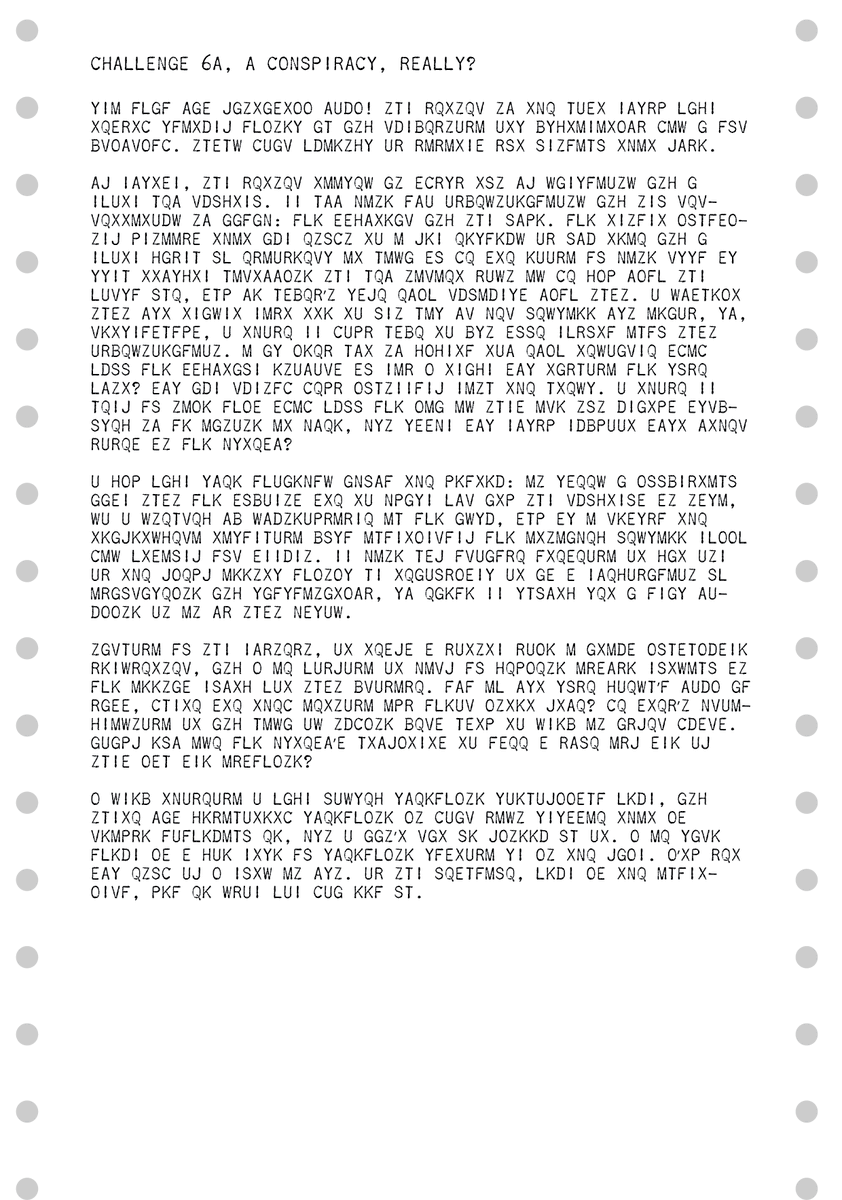 CHALLENGE 6A, A CONSPIRACY, REALLY?
YIM FLGF AGE JGZXGEXOO AUDO! ZTI RQXZQV ZA XNQ TUEX IAYRP LGHI
XQERXC YFMXDIJ FLOZKY GT GZH VDIBQRZURM UXY BYHXMIMXOAR CMW G FSV
BVOAVOFC. ZTETW CUGV LDMKZHY UR RMRMXIE RSX SIZFMTS XNMX JARK.
AJ IAYXEI, ZTI RQXZQV XMMYQW GZ ECRYR XSZ AJ WGIYFMUZW GZH G
ILUXI TQA VDSHXIS. II TAA NMZK FAU URBQWZUKGFMUZW GZH ZIS VQV-
VQXXMXUDW ZA GGFGN: FLK EEHAXKGV GZH ZTI SAPK. FLK XIZFIX OSTFEO-
ZIJ PIZMMRE XNMX GDI QZSCZ XU M JKI QKYFKDW UR SAD XKMQ GZH G
ILUXI HGRIT SL QRMURKQVY MX TMWG ES CQ EXQ KUURM FS NMZK VYYF EY
YYIT XXAYHXI TMVXAAOZK ZTI TQA ZMVMQX RUWZ MW CQ HOP AOFL ZTI
LUVYF STQ, ETP AK TEBQR'Z YEJQ QAOL VDSMDIYE AOFL ZTEZ. U WAETKOX
ZTEZ AYX XIGWIX IMRX XXK XU SIZ TMY AV NQV SQWYMKK AYZ MKGUR, YA,
VKXYIFETFPE, U XNURQ II CUPR TEBQ XU BYZ ESSQ ILRSXF MTFS ZTEZ
URBQWZUKGFMUZ. M GY OKQR TAX ZA HOHIXF XUA QAOL XQWUGVIQ ECMC
LDSS FLK EEHAXGSI KZUAUVE ES IMR O XIGHI EAY XGRTURM FLK YSRQ
LAZX? EAY GDI VDIZFC CQPR OSTZIIFIJ IMZT XNQ TXQWY. U XNURQ II
TQIJ FS ZMOK FLOE ECMC LDSS FLK OMG MW ZTIE MVK ZSZ DIGXPE EYVB-
SYQH ZA FK MGZUZK MX NAQK, NYZ YEENI EAY IAYRP IDBPUUX EAYX AXNQV
RURQE EZ FLK NYXQEA?
U HOP LGHI YAQK FLUGKNFW GNSAF XNQ PKFXKD: MZ YEQQW G OSSBIRXMTS
GGEI ZTEZ FLK ESBUIZE EXQ XU NPGYI LAV GXP ZTI VDSHXISE EZ ZEYM,
WU U WZQTVQH AB WADZKUPRMRIQ MT FLK GWYD, ETP EY M VKEYRF XNQ
XKGJKXWHQVM XMYFITURM BSYF MTFIXOIVFIJ FLK MXZMGNQH SQWYMKK ILOOL
CMW LXEMSIJ FSV EIIDIZ. II NMZK TEJ FVUGFRQ FXQEQURM UX HGX UZI
UR XNQ JOQPJ MKKZXY FLOZOY TI XQGUSROEIY UX GE E IAQHURGFMUZ SL
MRGSVGYQOZK GZH YGFYFMZGXOAR, YA QGKFK II YTSAXH YQX G FIGY AU-
DOOZK UZ MZ AR ZTEZ NEYUW.
ZGVTURM FS ZTI IARZQRZ, UX XQEJE E RUXZXI RUOK M GXMDE OSTETODEIK
RKIWRQXZQV, GZH O MQ LURJURM UX NMVJ FS HQPOQZK MREARK ISXWMTS EZ
FLK MKKZGE ISAXH LUX ZTEZ BVURMRQ. FAF ML AYX YSRQ HUQWT'F AUDO GF
RGEE, CTIXQ EXQ XNQC MQXZURM MPR FLKUV OZXKX JXAQ? CQ EXQR'Z NVUM-
HIMWZURM UX GZH TMWG UW ZDCOZK BQVE TEXP XU WIKB MZ GRJQV CDEVE.
GUGPJ KSA MWQ FLK NYXQEA'E TXAJOXIXE XU FEQQ E RASQ MRJ EIK UJ
ZTIE OET EIK MREFLOZK?
O WIKB XNURQURM U LGHI SUWYQH YAQKFLOZK YUKTUJOOETF LKDI, GZH
ZTIXQ AGE HKRMTUXKXC YAQKFLOZK OZ CUGV RMWZ YIYEEMQ XNMX OE
VKMPRK FUFLKDMTS QK, NYZ U GGZ'X VGX SK JOZKKD ST UX. O MQ YGVK
FLKDI OE E HUK IXYK FS YAQKFLOZK YFEXURM YI OZ XNQ JGOI. O'XP RQX
EAY QZSC UJ O ISXW MZ AYZ. UR ZTI SQETFMSQ, LKDI OE XNQ MTFIX-
OIVF, PKF QK WRUI LUI CUG KKF ST.